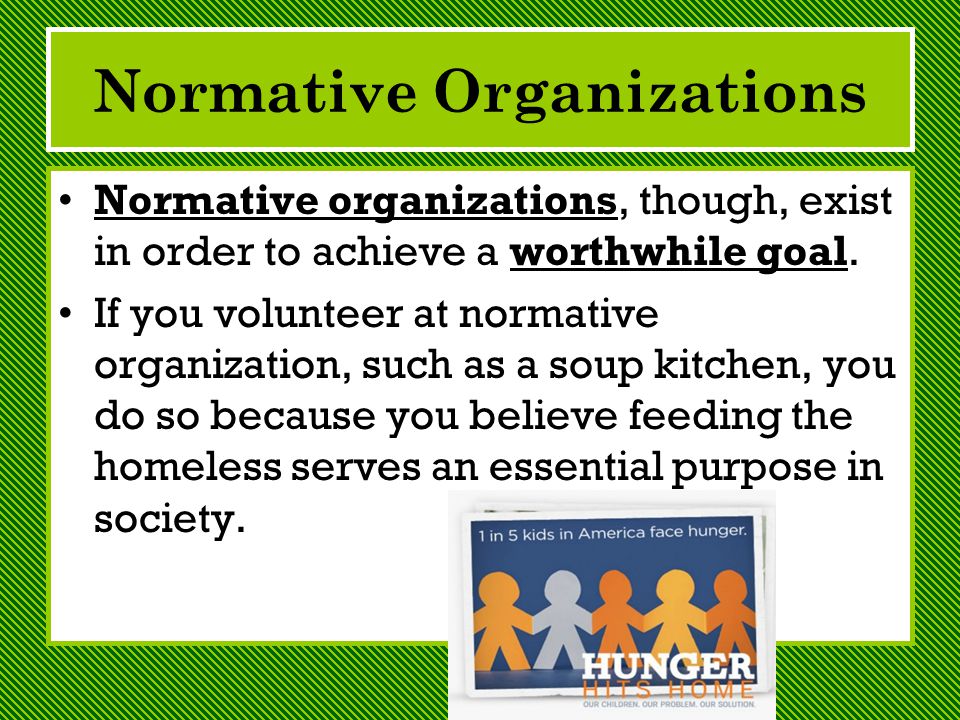 Normative Organizations
• Normative organizations, though, exist
in order to achieve a worthwhile goal.
• If you volunteer at normative
organization, such as a soup kitchen, you
do so because you believe feeding the
homeless serves an essential purpose in
society.
1 in 5 kids in America face hunger.
HUNGER
HITS HOME
OUR CHILDREN. OUR PROBLEM. OUR SOLUTION.